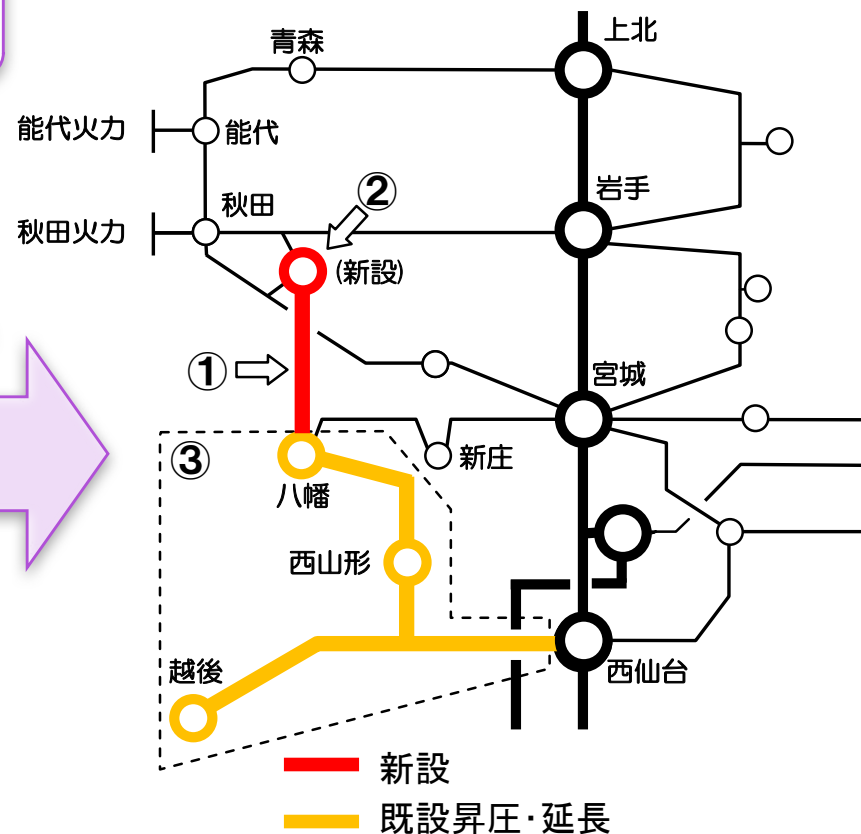 上北
青森
能代火力
能代
岩手
秋田
②
秋田火力
(新設)
①
宮城
③
新庄
八幡
西山形
越後
西仙台
新設
既設昇圧・延長